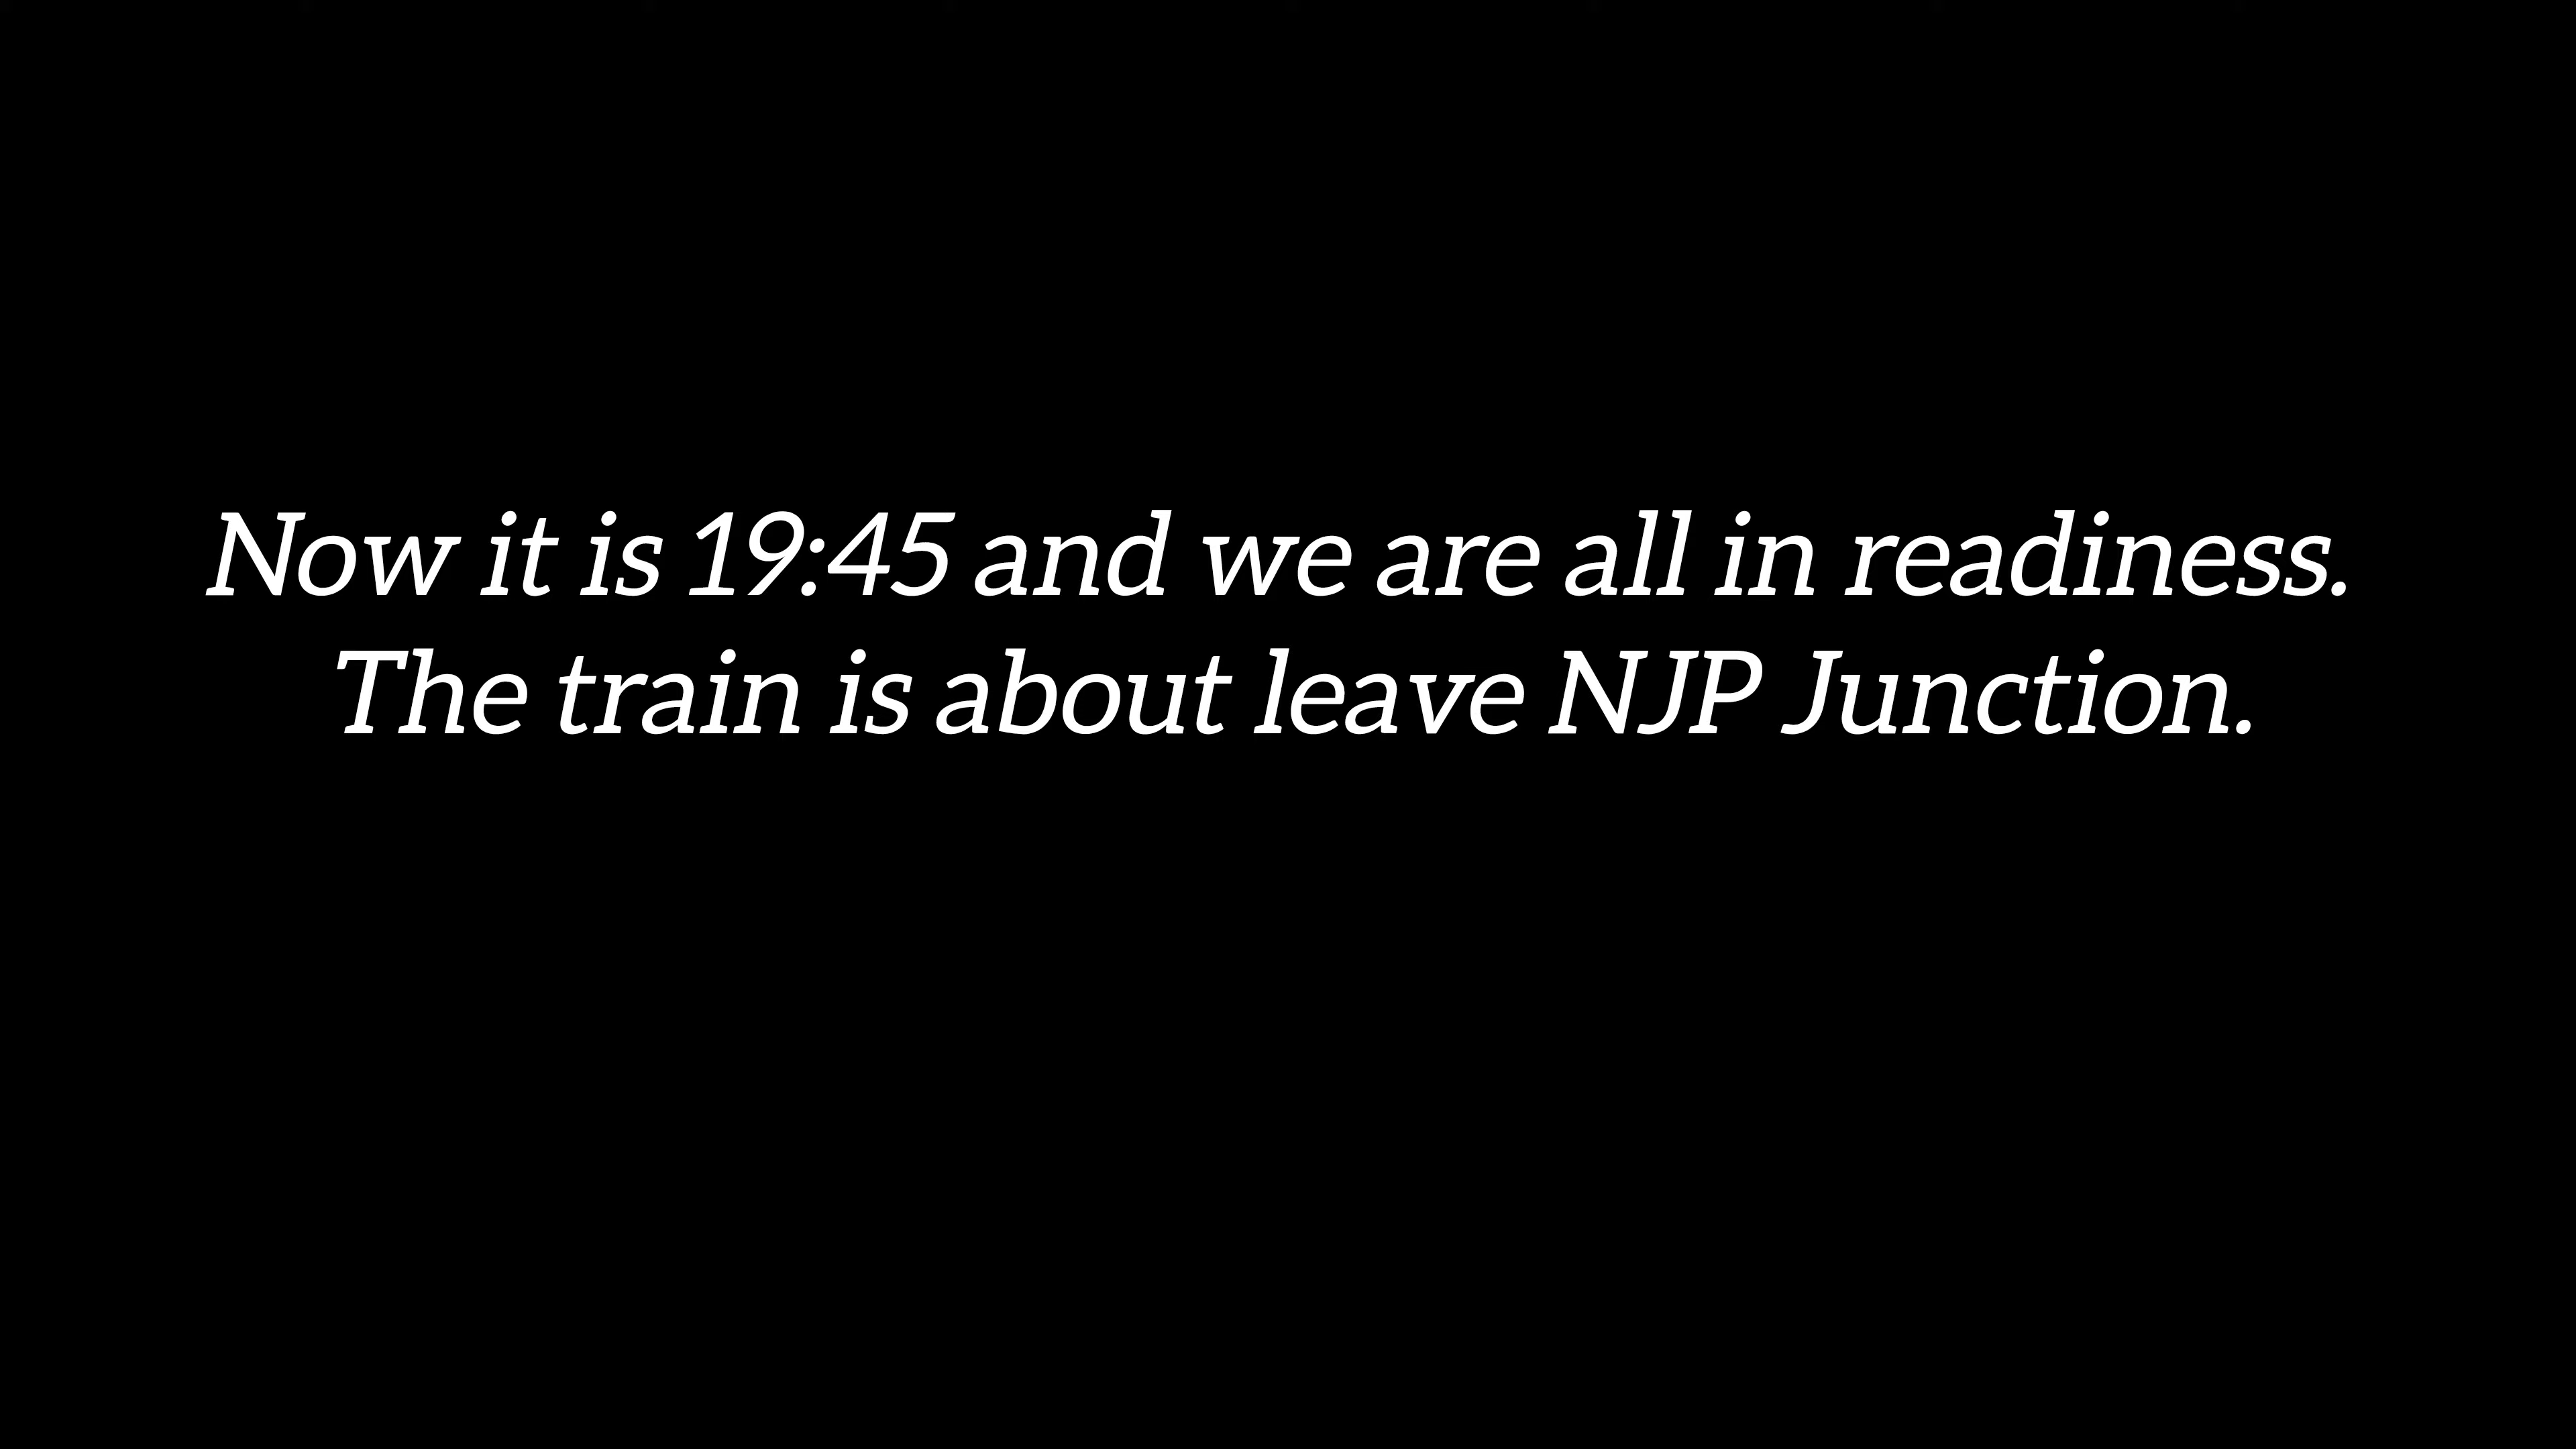 Now it is 19:45 and we are all in readiness.
The train is about leave NJP Junction.